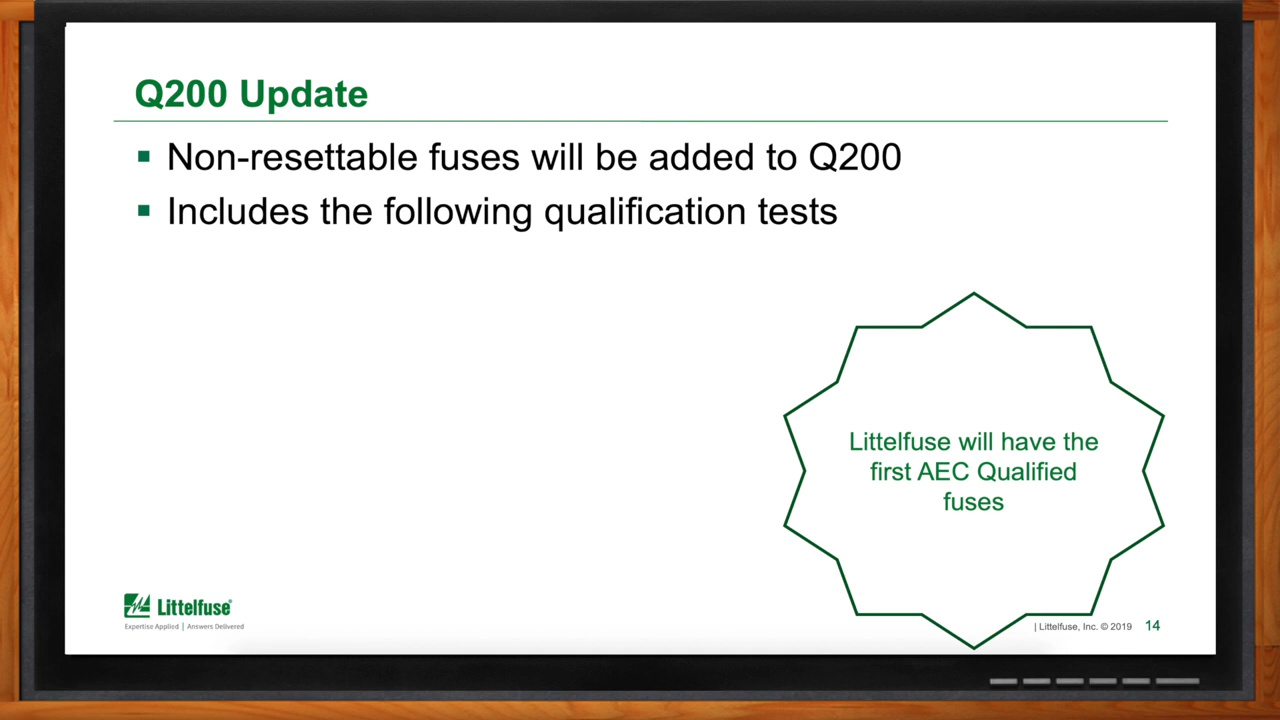 Q200 Update
▪ Non-resettable fuses will be added to Q200
▪ Includes the following qualification tests
Littelfuse will have the
first AEC Qualified
fuses
Littelfuse®
Expertise Applied | Answers Delivered
| Littelfuse, Inc. © 2019 14